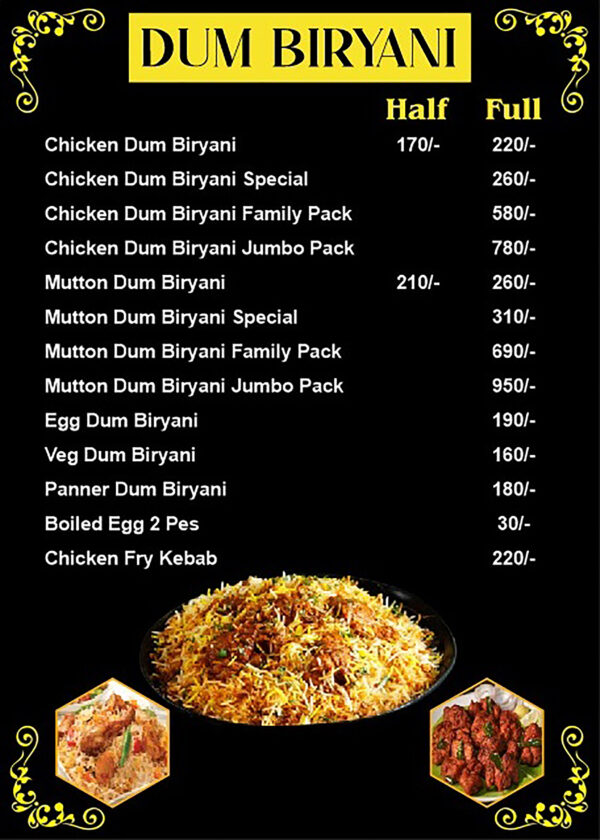 DUM BIRYANI
Half Full
Chicken Dum Biryani 170/- 220/-
Chicken Dum Biryani Special 260/-
Chicken Dum Biryani Family Pack 580/-
Chicken Dum Biryani Jumbo Pack 780/-
Mutton Dum Biryani 210/- 260/-
Mutton Dum Biryani Special 310/-
Mutton Dum Biryani Family Pack 690/-
Mutton Dum Biryani Jumbo Pack 950/-
Egg Dum Biryani 190/-
Veg Dum Biryani 160/-
Panner Dum Biryani 180/-
Boiled Egg 2 Pes 30/-
Chicken Fry Kebab 220/-